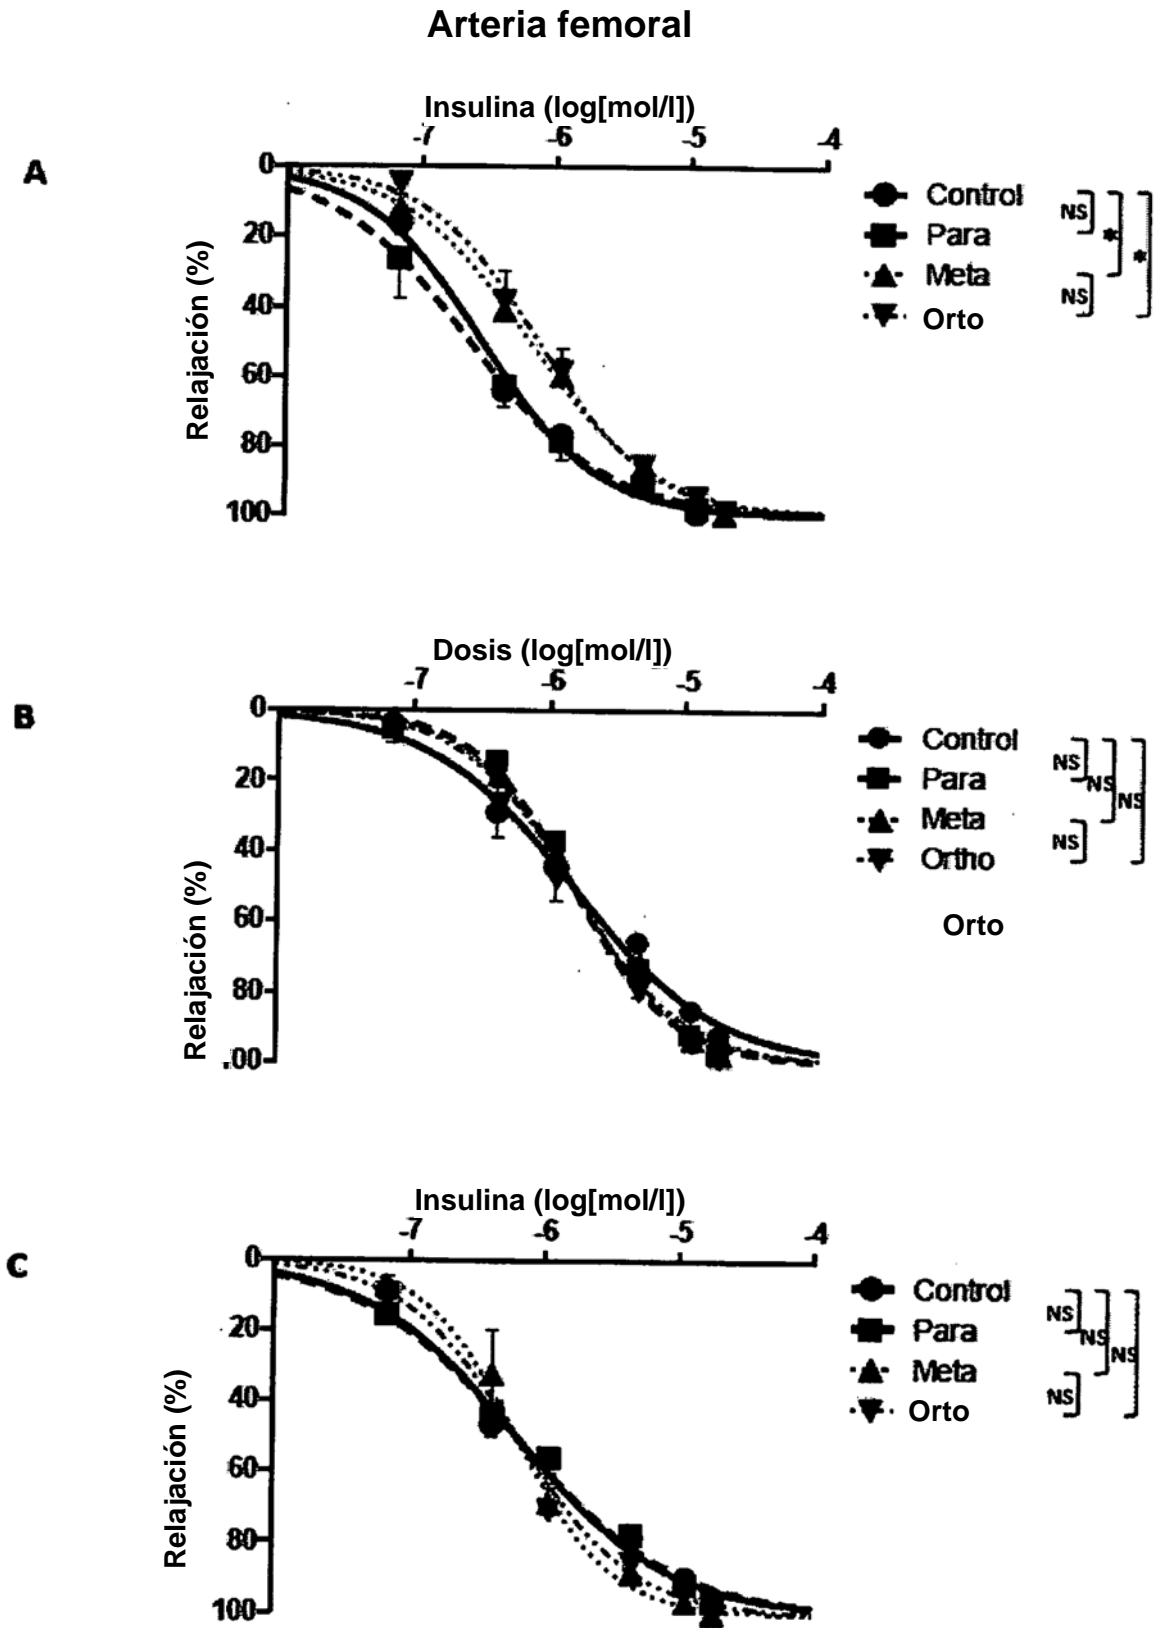 Arteria femoral
Insulina (log[mol/l])
-7 -6 -5 -4
A
0
20
40
60
80
100
Relajación (%)
Control
Para
Meta
Orto
NS
*
*
NS
Dosis (log[mol/l])
-7 -6 -5 -4
B
0
20
40
60
80
.00
Relajación (%)
Control
Para
Meta
Ortho
Orto
NS
NS
NS
NS
Insulina (log[mol/l])
-7 -6 -5 -4
C
0
20
40
60
80
100
Relajación (%)
Control
Para
Meta
Orto
NS
NS
NS
NS